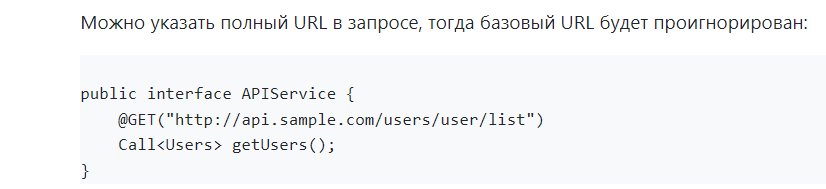 Можно указать полный URL в запросе, тогда базовый URL будет проигнорирован:
public interface APIService {
    @GET("http://api.sample.com/users/user/list")
    Call<Users> getUsers();
}